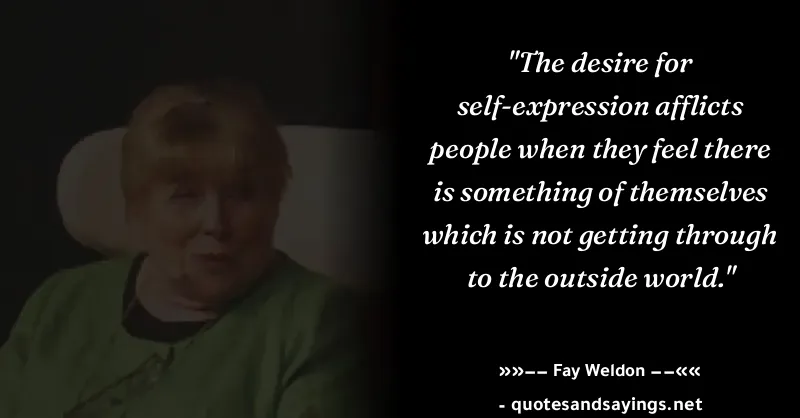 "The desire for
self-expression afflicts
people when they feel there
is something of themselves
which is not getting through
to the outside world."
»»−− Fay Weldon −−««
- quotesandsayings.net